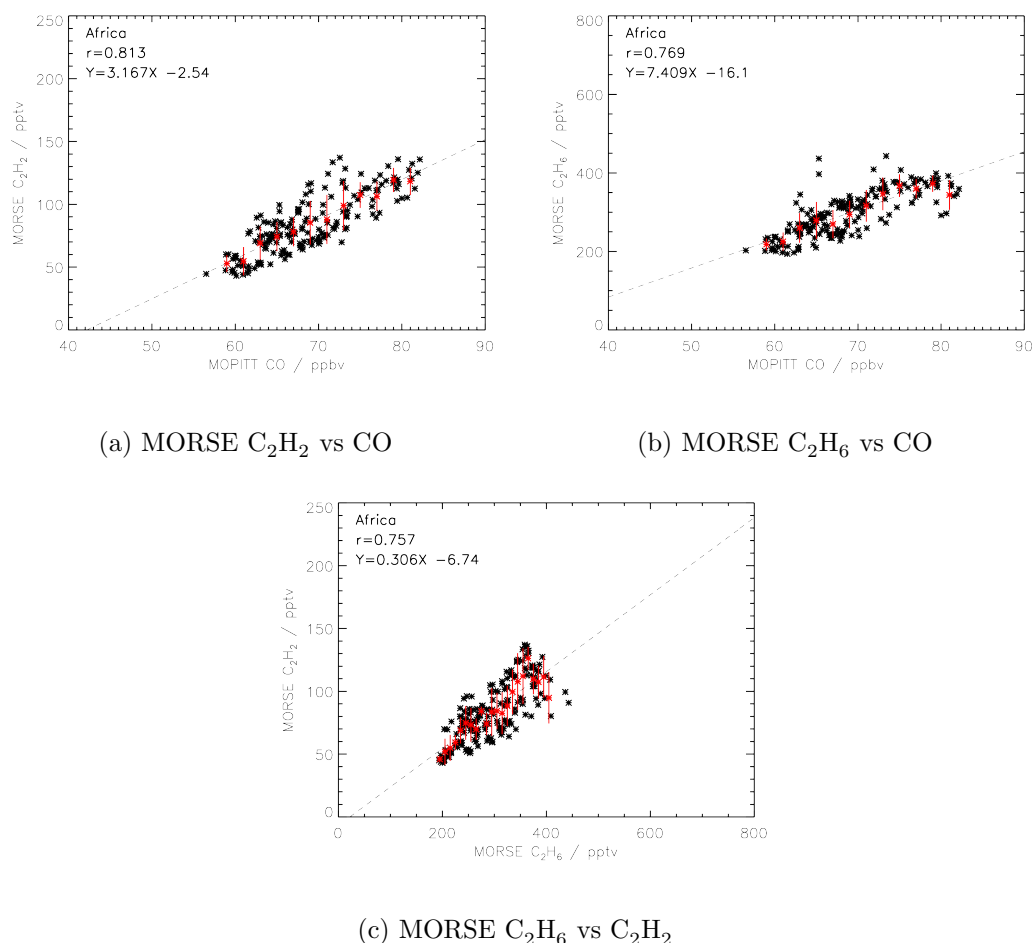 250
200
150
100
50
0
MORSE C₂H₂ / pptv
Africa
r=0.813
Y=3.167X −2.54
40 50 60 70 80 90
MOPITT CO / ppbv
(a) MORSE C₂H₂ vs CO
800
600
400
200
0
MORSE C₂H₆ / pptv
Africa
r=0.769
Y=7.409X −16.1
40 50 60 70 80 90
MOPITT CO / ppbv
(b) MORSE C₂H₆ vs CO
250
200
150
100
50
0
MORSE C₂H₂ / pptv
Africa
r=0.757
Y=0.306X −6.74
0 200 400 600 800
MORSE C₂H₆ / pptv
(c) MORSE C₂H₆ vs C₂H₂